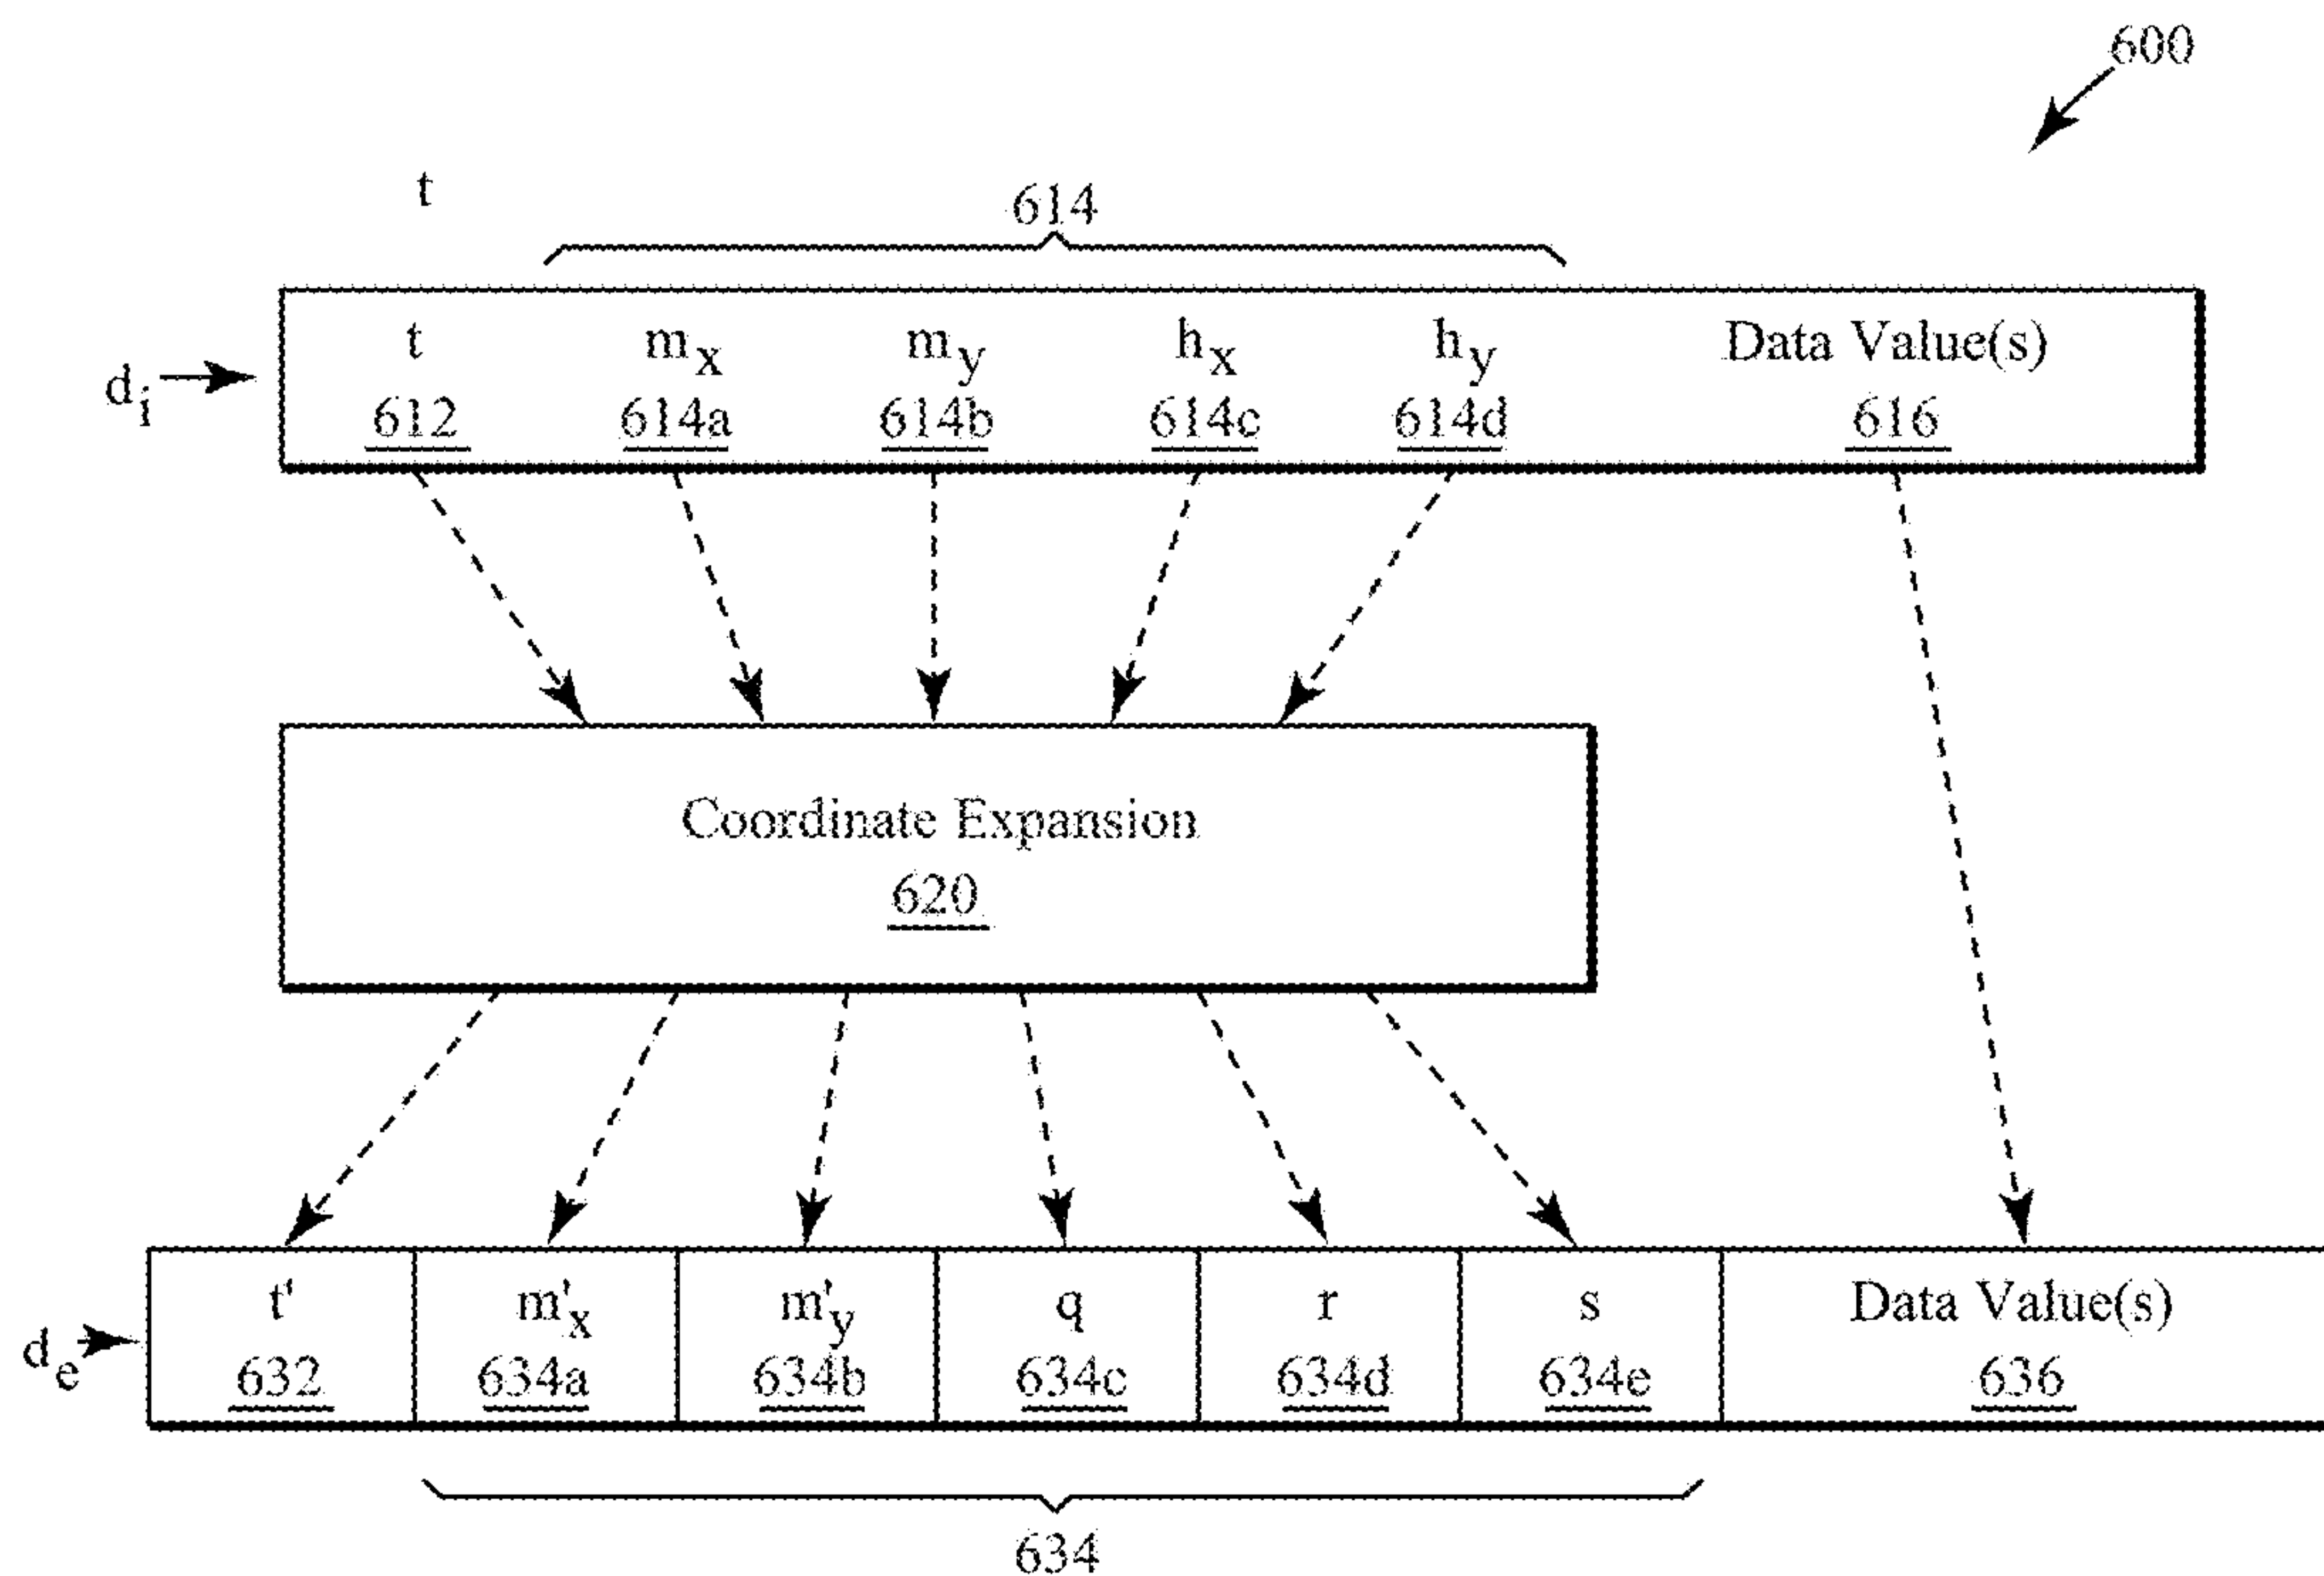 600
t
614
t m_x m_y h_x h_y Data Value(s)
d_i
612 614a 614b 614c 614d 616
Coordinate Expansion
620
t' m'_x m'_y q r s Data Value(s)
d_e
632 634a 634b 634c 634d 634e 636
634